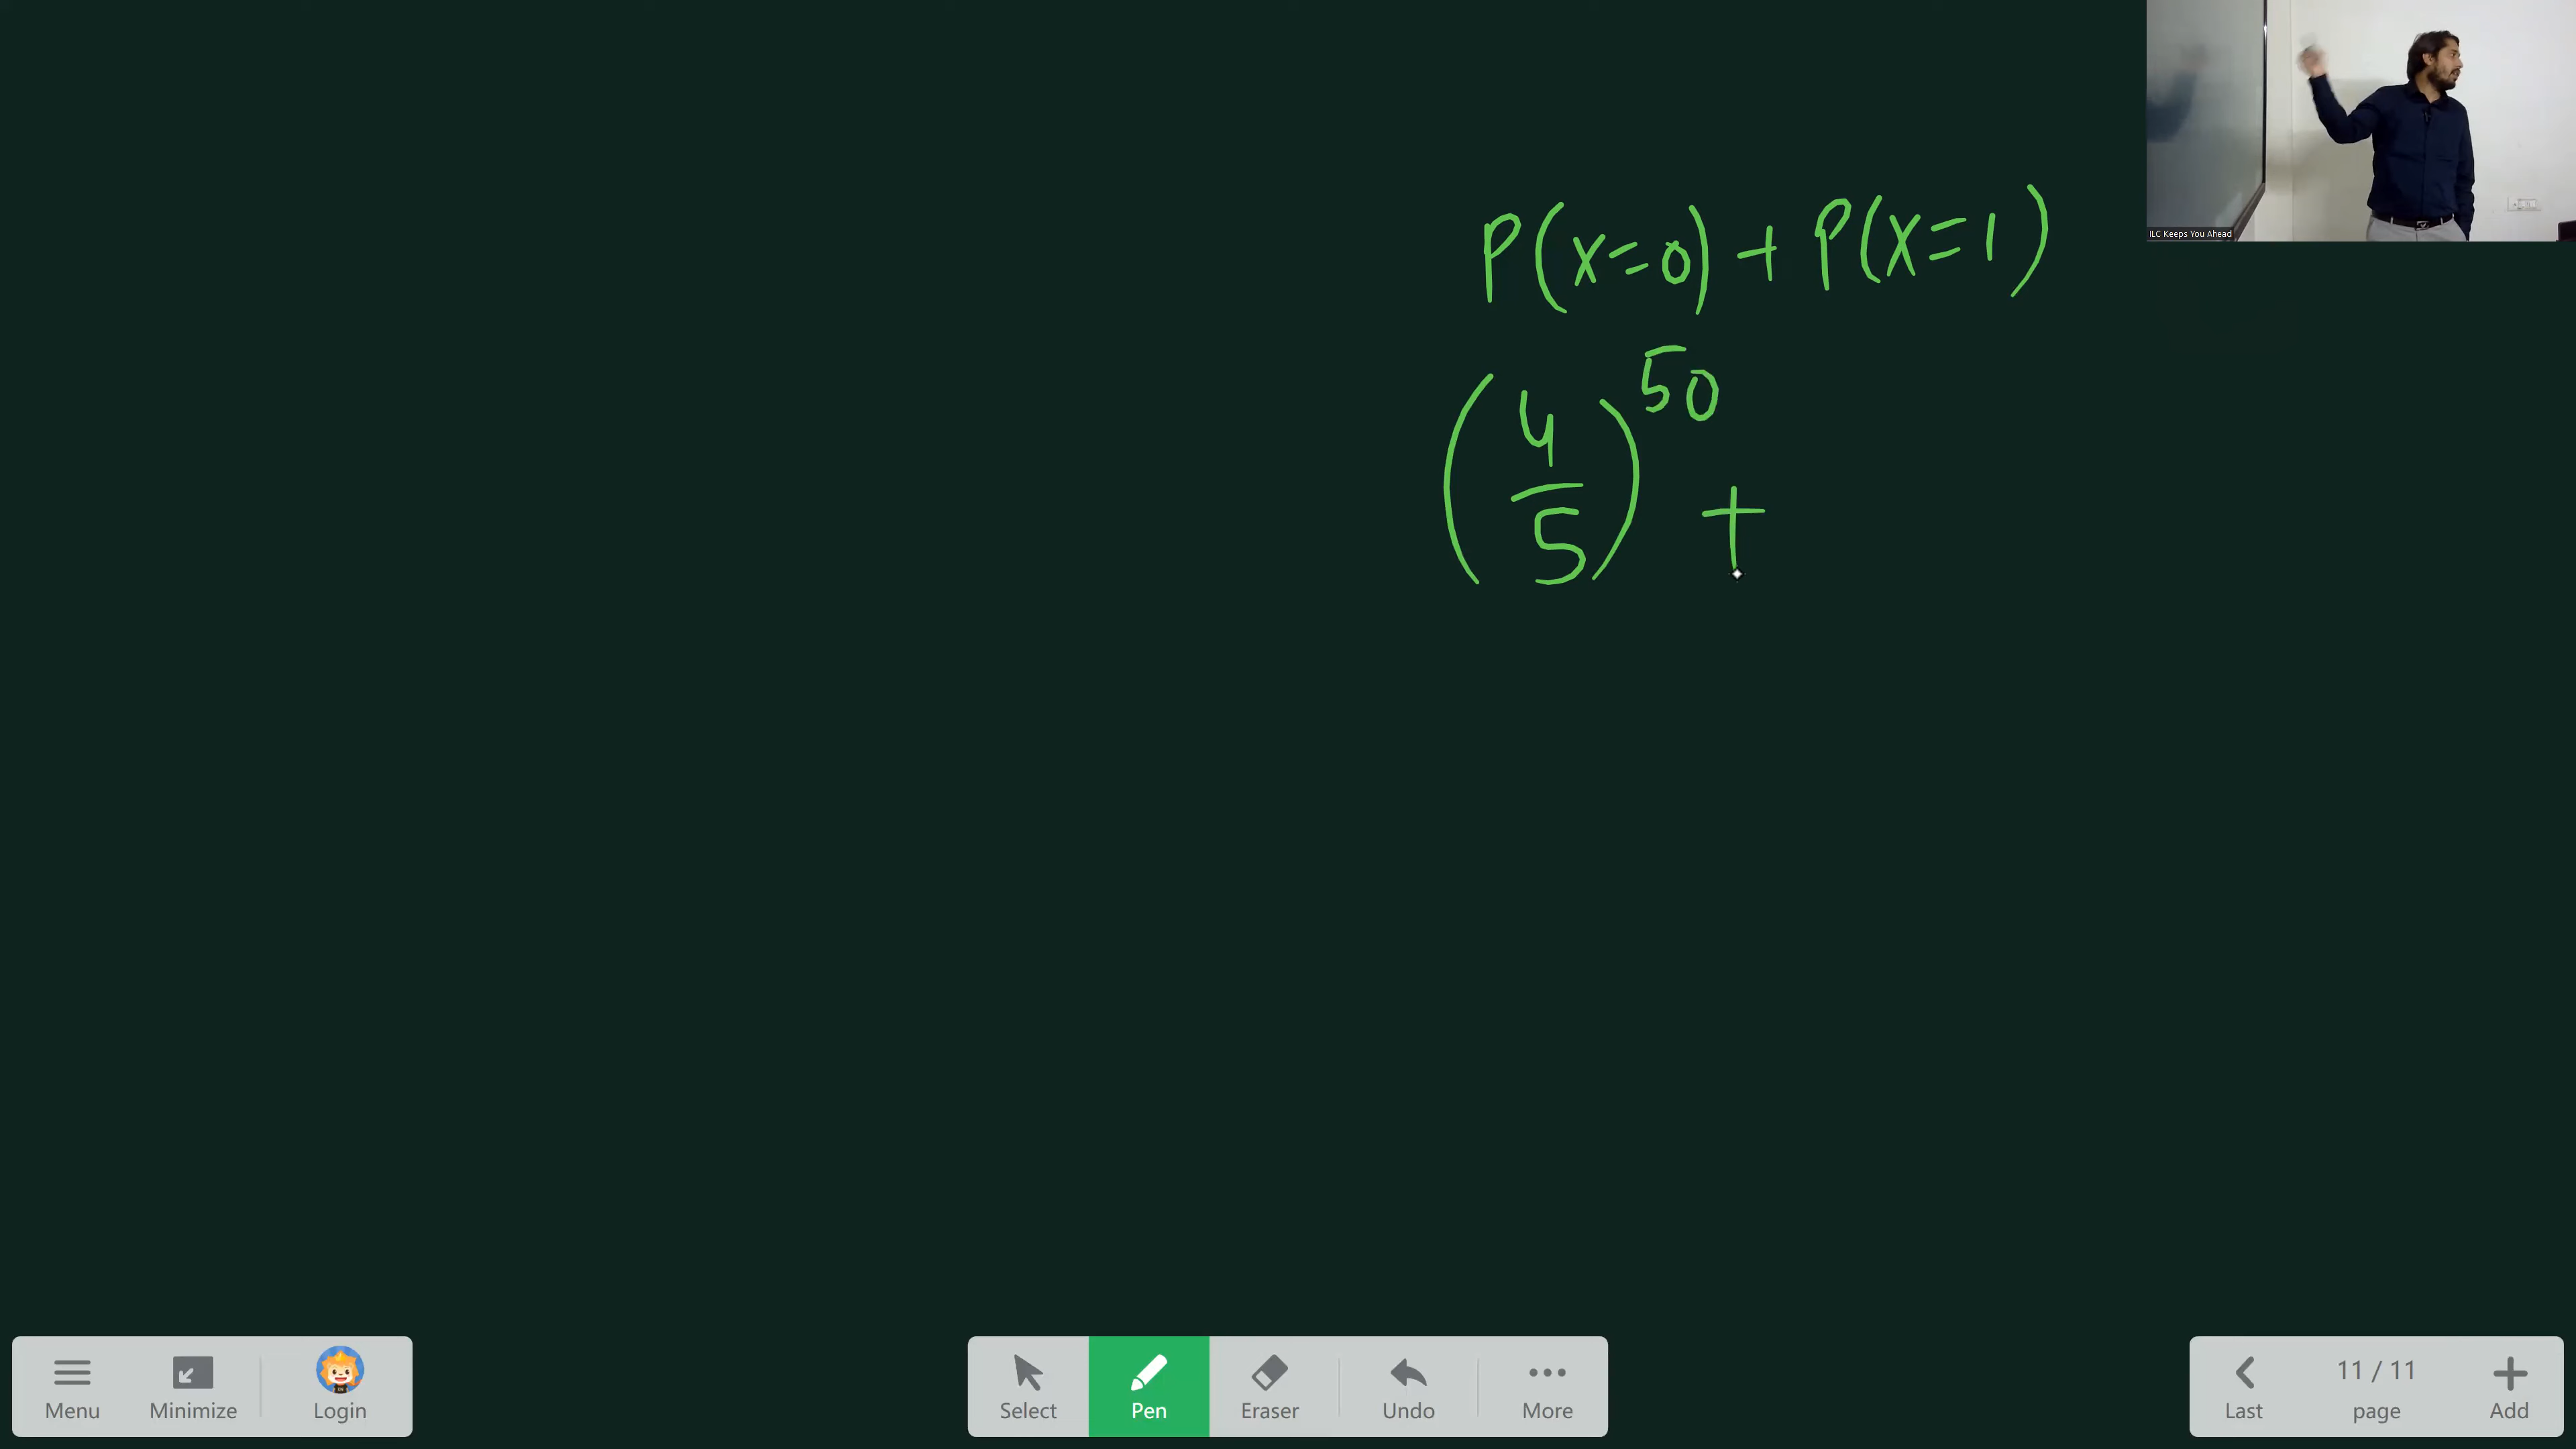 P(X=0) + P(X=1)
(4/5)^50 +
ILC Keeps You Ahead
Menu Minimize Login
Select Pen Eraser Undo More
Last 11 / 11 page Add